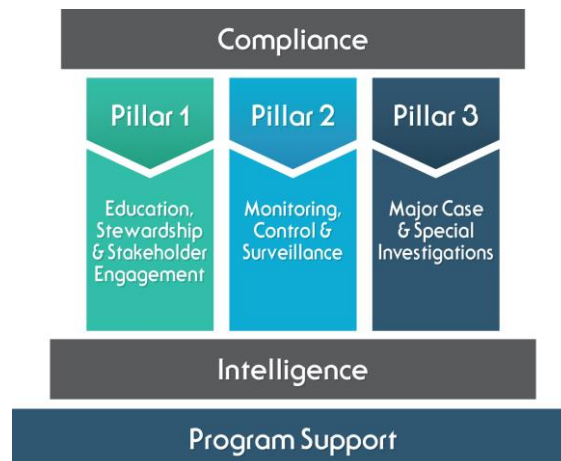 Compliance
Pillar 1
Education,
Stewardship
& Stakeholder
Engagement
Pillar 2
Monitoring,
Control &
Surveillance
Pillar 3
Major Case
& Special
Investigations
Intelligence
Program Support